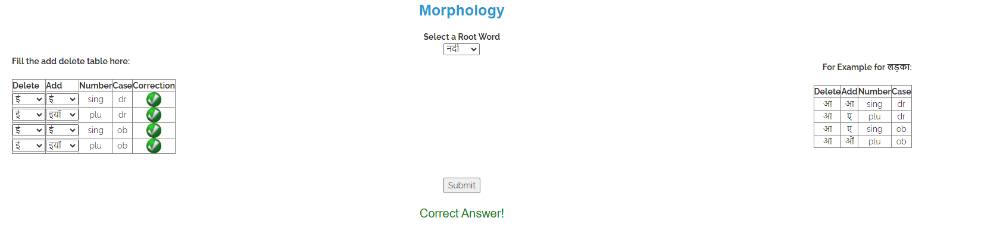 Morphology
Select a Root Word
नदी
Fill the add delete table here:
Delete Add Number Case Correction
ई ई sing dr
ई इयाँ plu dr
ई ई sing ob
ई इयों plu ob
For Example for लड़का:
Delete Add Number Case
आ आ sing dr
आ ए plu dr
आ ए sing ob
आ ओं plu ob
Submit
Correct Answer!